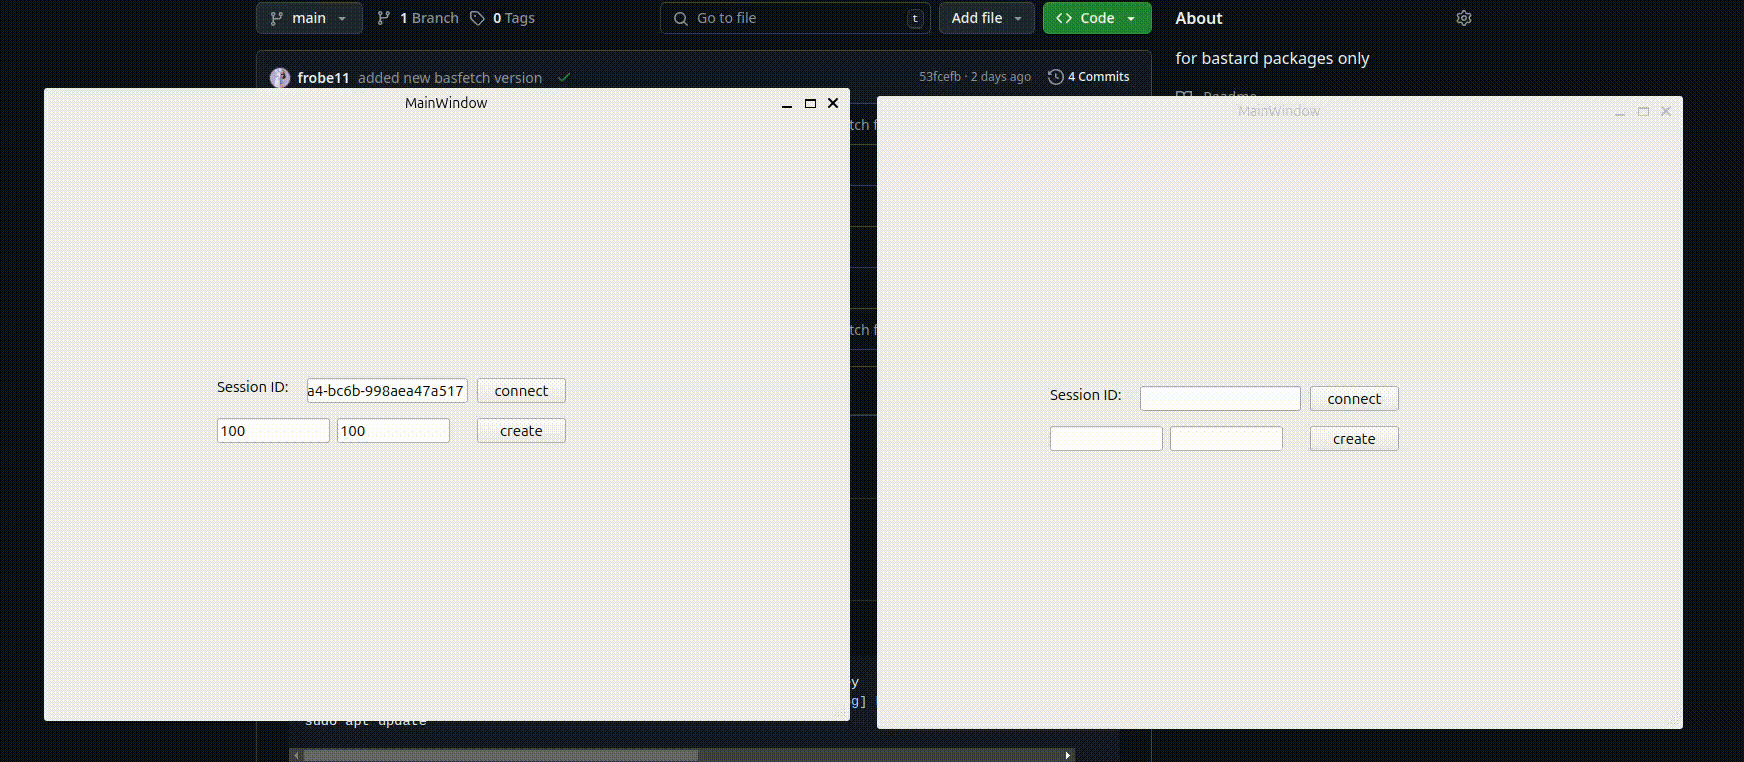 main
1 Branch
0 Tags
Go to file
t
Add file
Code
About
for bastard packages only
frobe11 added new basfetch version
53fcefb · 2 days ago
4 Commits
MainWindow
Session ID:
a4-bc6b-998aea47a517
connect
100
100
create
MainWindow
Session ID:
connect
create
sudo apt update